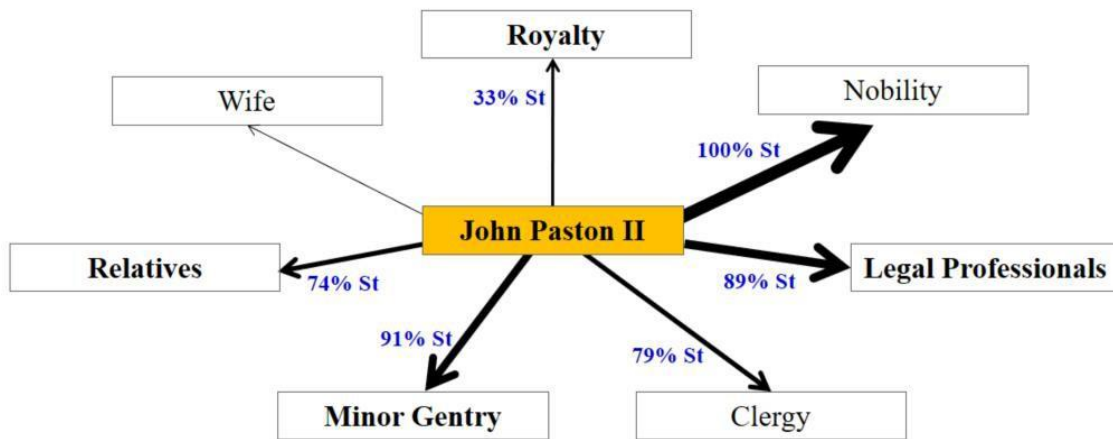 Royalty
Wife
33% St
Nobility
100% St
John Paston II
Relatives
74% St
89% St
Legal Professionals
91% St
79% St
Minor Gentry
Clergy